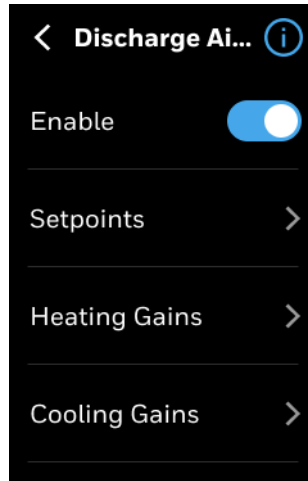 Discharge Ai...
Enable
Setpoints
Heating Gains
Cooling Gains